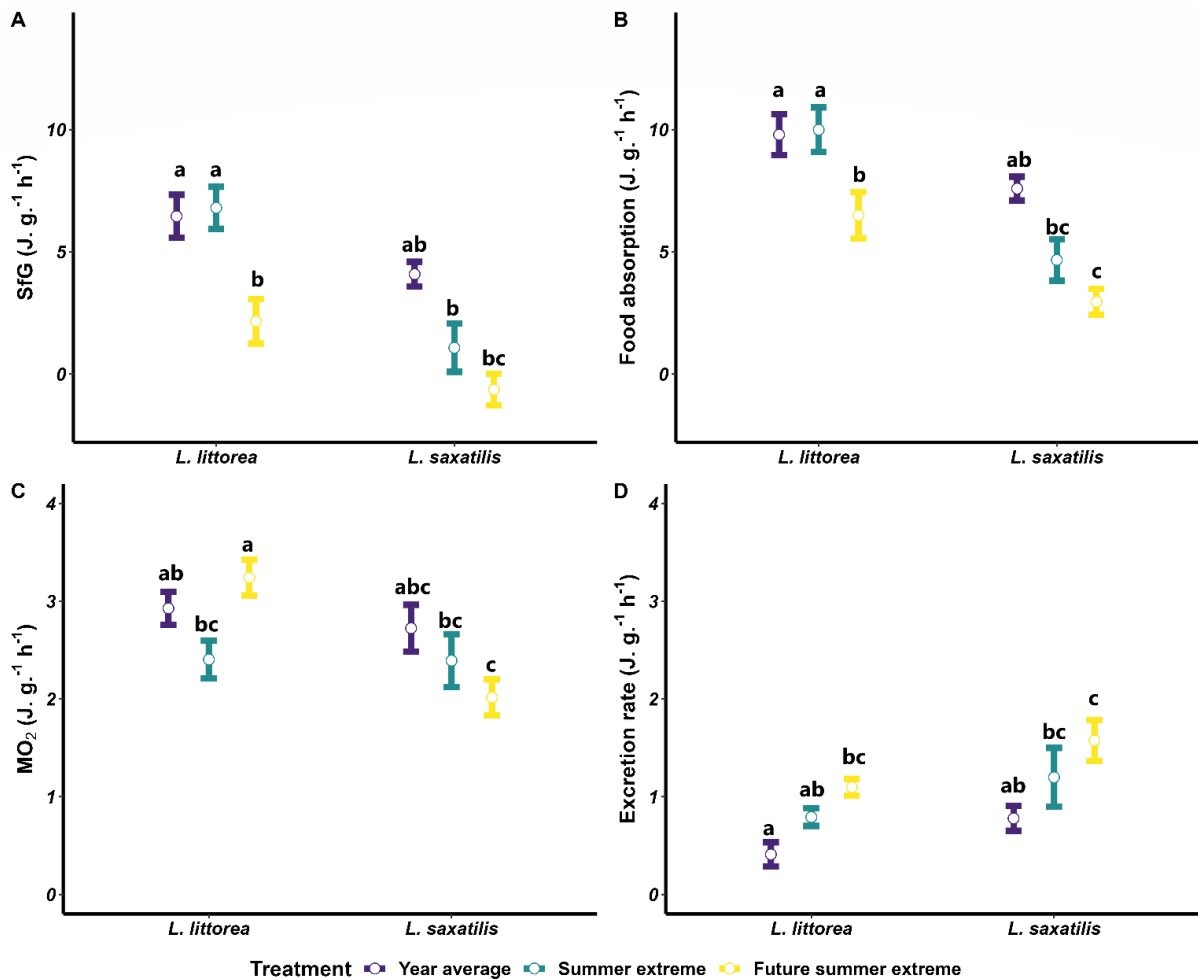 A
SfG (J. g.⁻¹ h⁻¹)
10
5
0
a
a
b
ab
b
bc
L. littorea
L. saxatilis
B
Food absorption (J. g.⁻¹ h⁻¹)
10
5
0
a
a
b
ab
bc
c
L. littorea
L. saxatilis
C
MO₂ (J. g.⁻¹ h⁻¹)
4
3
2
1
0
ab
bc
a
abc
bc
c
L. littorea
L. saxatilis
D
Excretion rate (J. g.⁻¹ h⁻¹)
4
3
2
1
0
a
ab
bc
ab
bc
c
L. littorea
L. saxatilis
Treatment Year average Summer extreme Future summer extreme